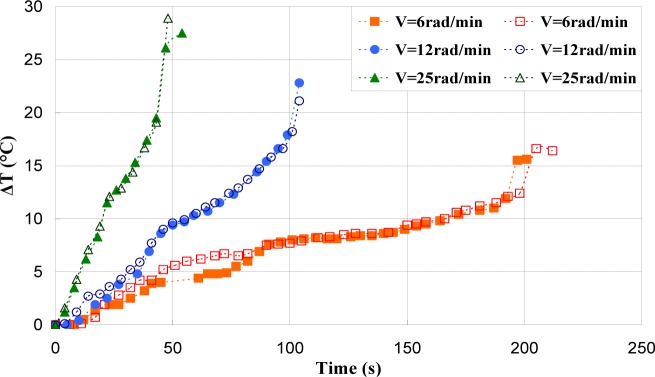 30
25
20
15
10
5
0
ΔT (°C)
V=6rad/min V=6rad/min
V=12rad/min V=12rad/min
V=25rad/min V=25rad/min
0 50 100 150 200 250
Time (s)